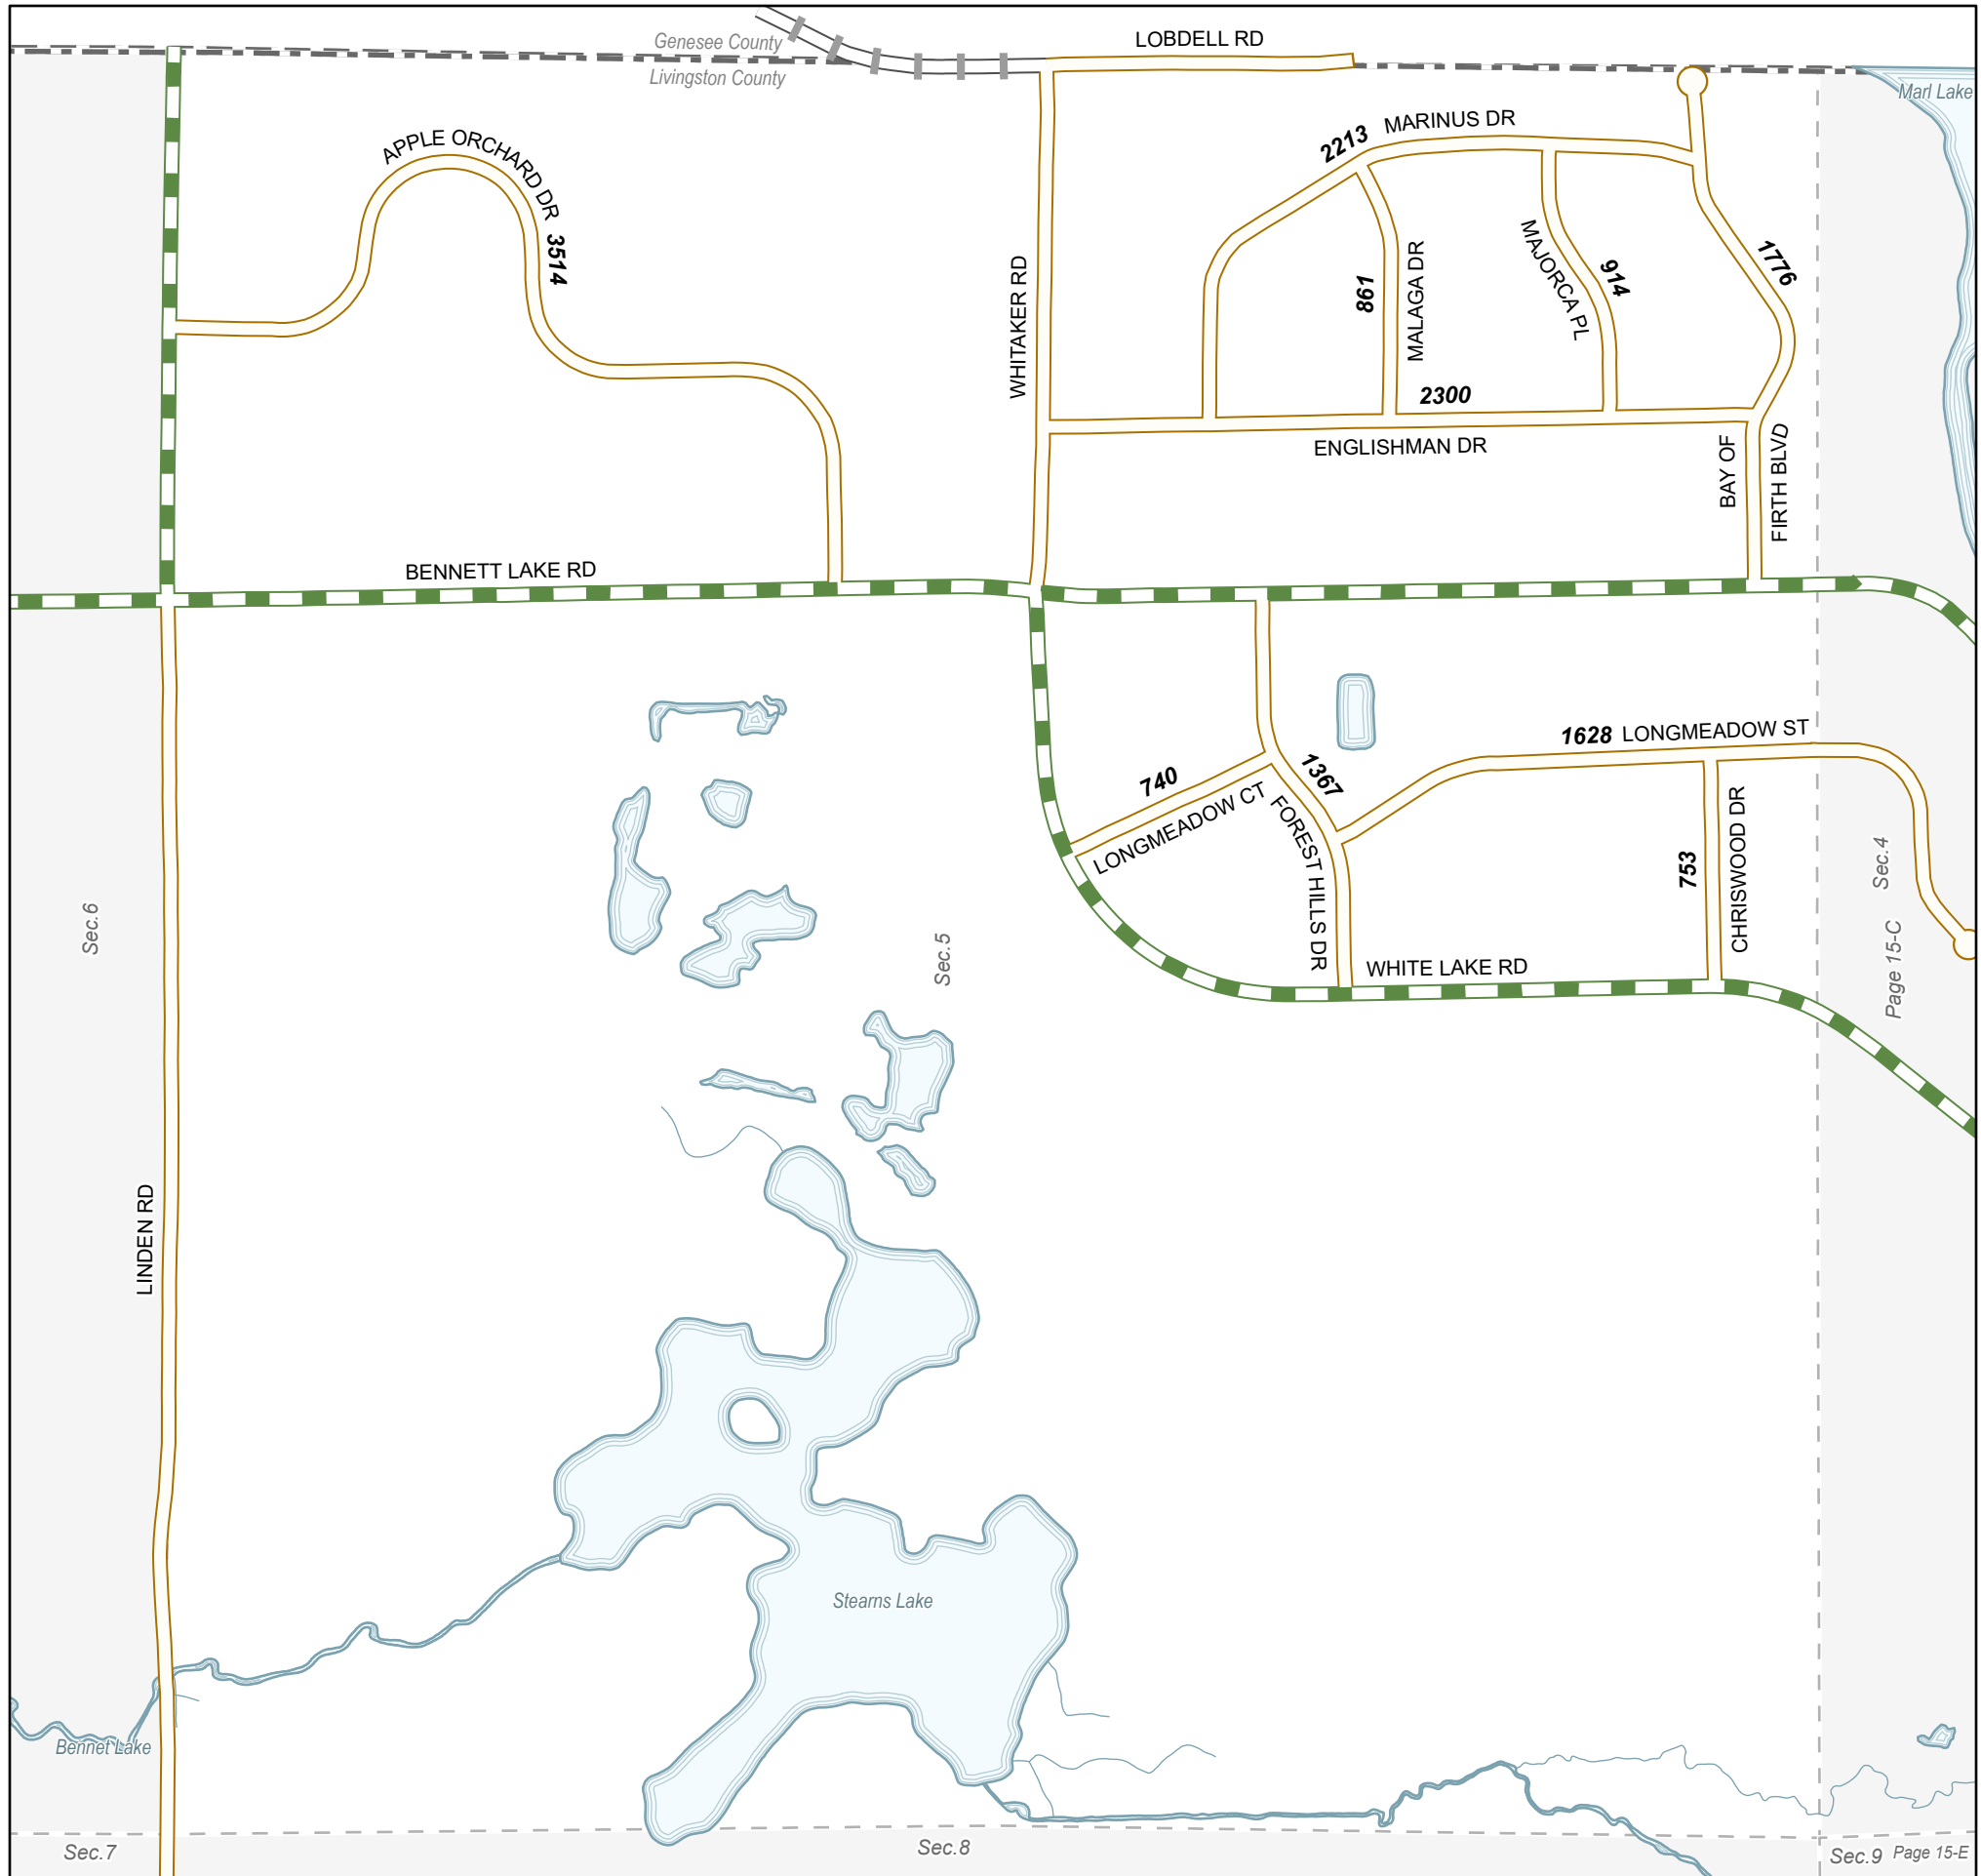 Genesee County
Livingston County
LOBDELL RD
Marl Lake
APPLE ORCHARD DR
3514
2213
MARINUS DR
WHITAKER RD
861
MALAGA DR
MAJORCA PL
914
1776
2300
ENGLISHMAN DR
BAY OF
FIRTH BLVD
BENNETT LAKE RD
1628
LONGMEADOW ST
740
LONGMEADOW CT
1367
FOREST HILLS DR
753
CHRISWOOD DR
Sec.4
Page 15-C
Sec.6
Sec.5
WHITE LAKE RD
LINDEN RD
Stearns Lake
Bennet Lake
Sec.7
Sec.8
Sec.9
Page 15-E